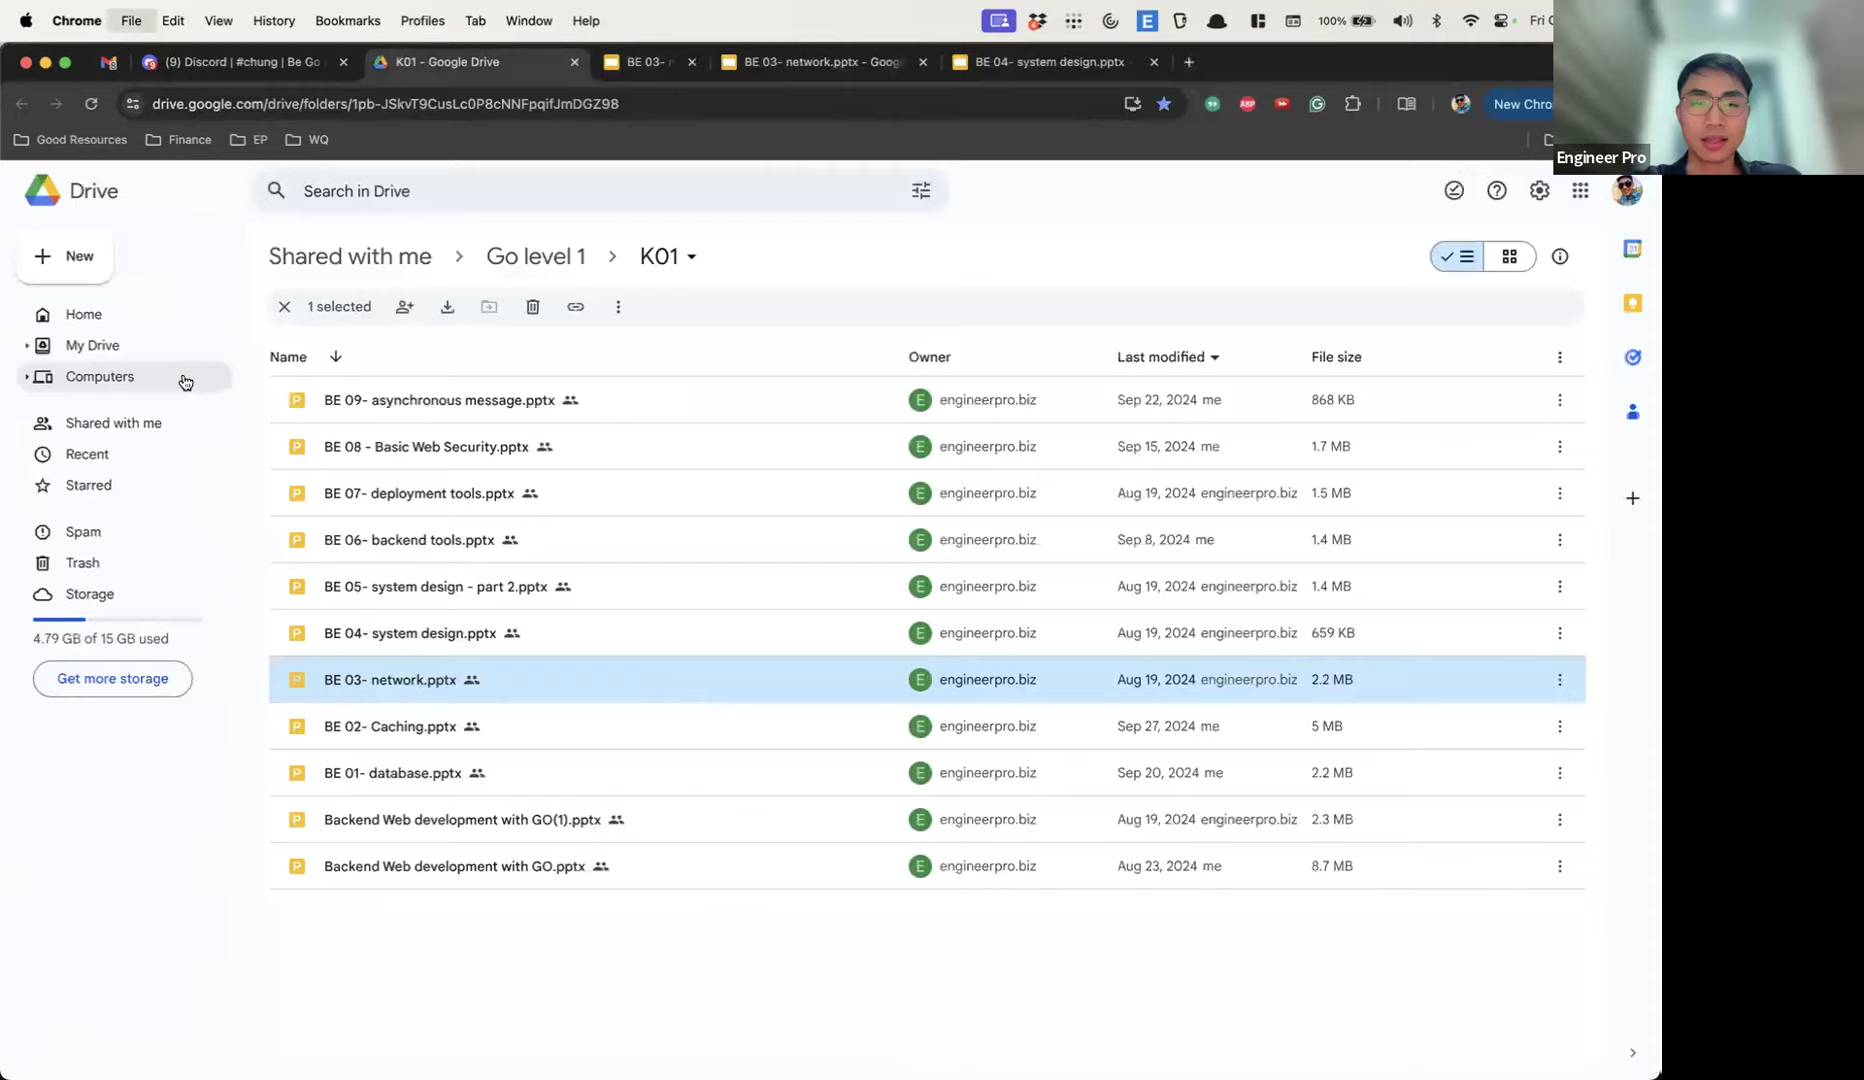 Chrome File Edit View History Bookmarks Profiles Tab Window Help 100% Fri
(9) Discord | #chung | Be Go K01 - Google Drive BE 03- BE 03- network.pptx - Goog BE 04- system design.pptx
drive.google.com/drive/folders/1pb-JSkvT9CusLc0P8cNNFpqifJmDGZ98 New Chro
Good Resources Finance EP WQ
Engineer Pro
Drive Search in Drive
New Shared with me Go level 1 K01
1 selected
Home
My Drive
Computers
Shared with me
Recent
Starred
Spam
Trash
Storage
4.79 GB of 15 GB used
Get more storage
Name Owner Last modified File size
BE 09- asynchronous message.pptx E engineerpro.biz Sep 22, 2024 me 868 KB
BE 08 - Basic Web Security.pptx E engineerpro.biz Sep 15, 2024 me 1.7 MB
BE 07- deployment tools.pptx E engineerpro.biz Aug 19, 2024 engineerpro.biz 1.5 MB
BE 06- backend tools.pptx E engineerpro.biz Sep 8, 2024 me 1.4 MB
BE 05- system design - part 2.pptx E engineerpro.biz Aug 19, 2024 engineerpro.biz 1.4 MB
BE 04- system design.pptx E engineerpro.biz Aug 19, 2024 engineerpro.biz 659 KB
BE 03- network.pptx E engineerpro.biz Aug 19, 2024 engineerpro.biz 2.2 MB
BE 02- Caching.pptx E engineerpro.biz Sep 27, 2024 me 5 MB
BE 01- database.pptx E engineerpro.biz Sep 20, 2024 me 2.2 MB
Backend Web development with GO(1).pptx E engineerpro.biz Aug 19, 2024 engineerpro.biz 2.3 MB
Backend Web development with GO.pptx E engineerpro.biz Aug 23, 2024 me 8.7 MB